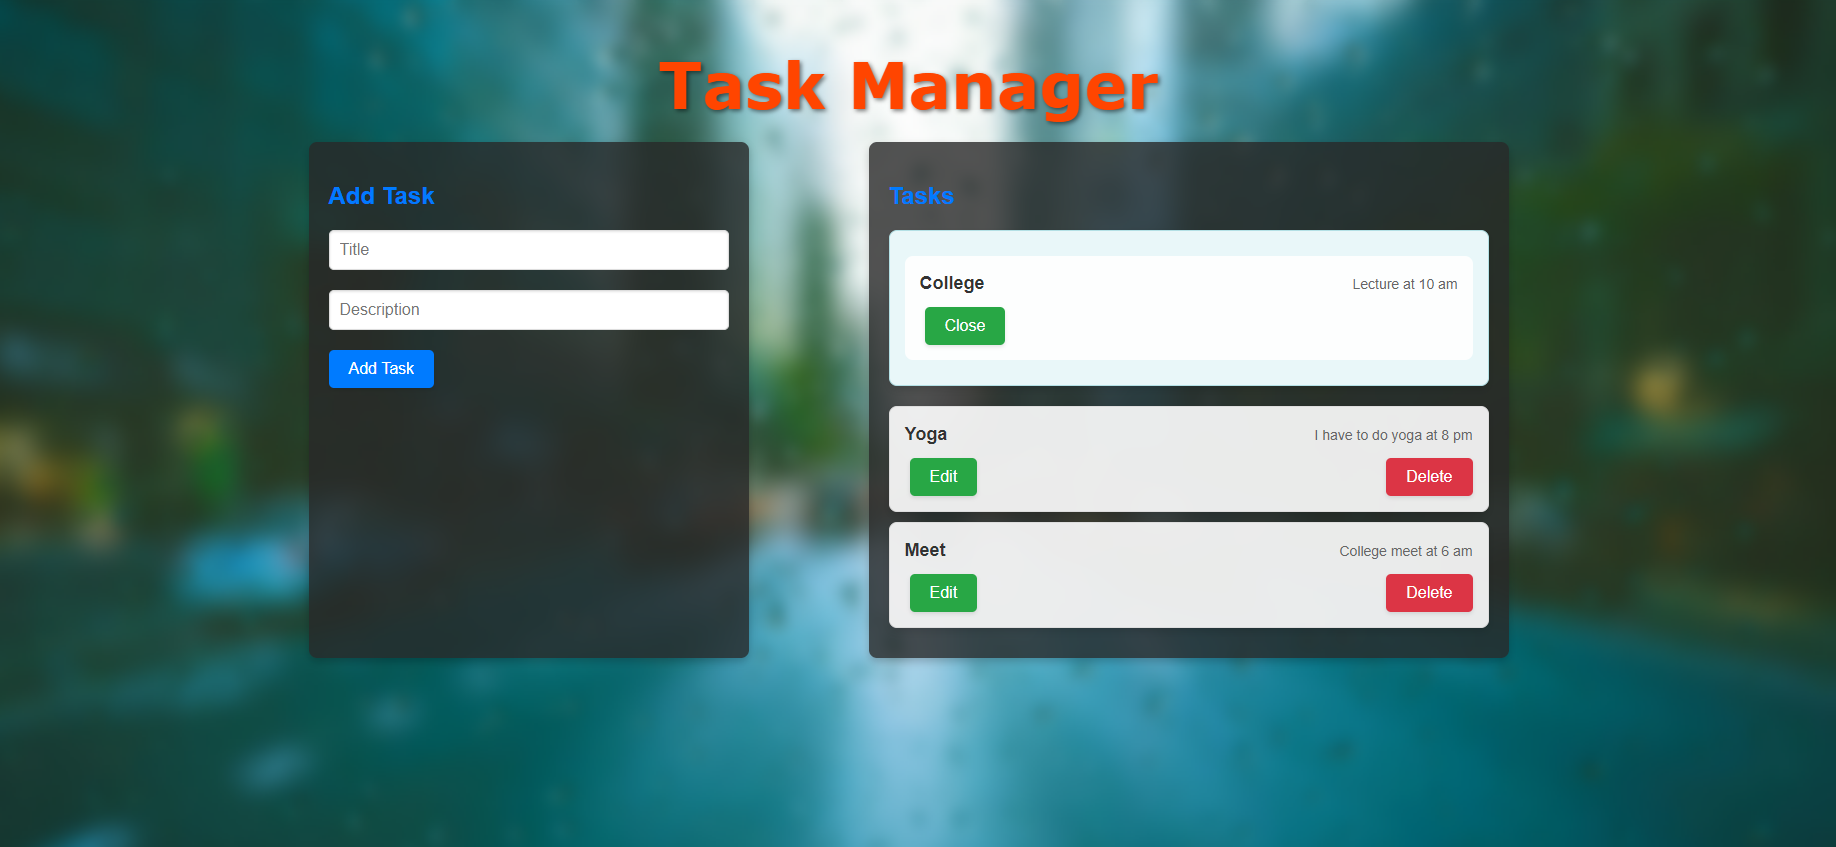 Task Manager
Add Task
Title
Description
Add Task
Tasks
College Lecture at 10 am
Close
Yoga I have to do yoga at 8 pm
Edit Delete
Meet College meet at 6 am
Edit Delete